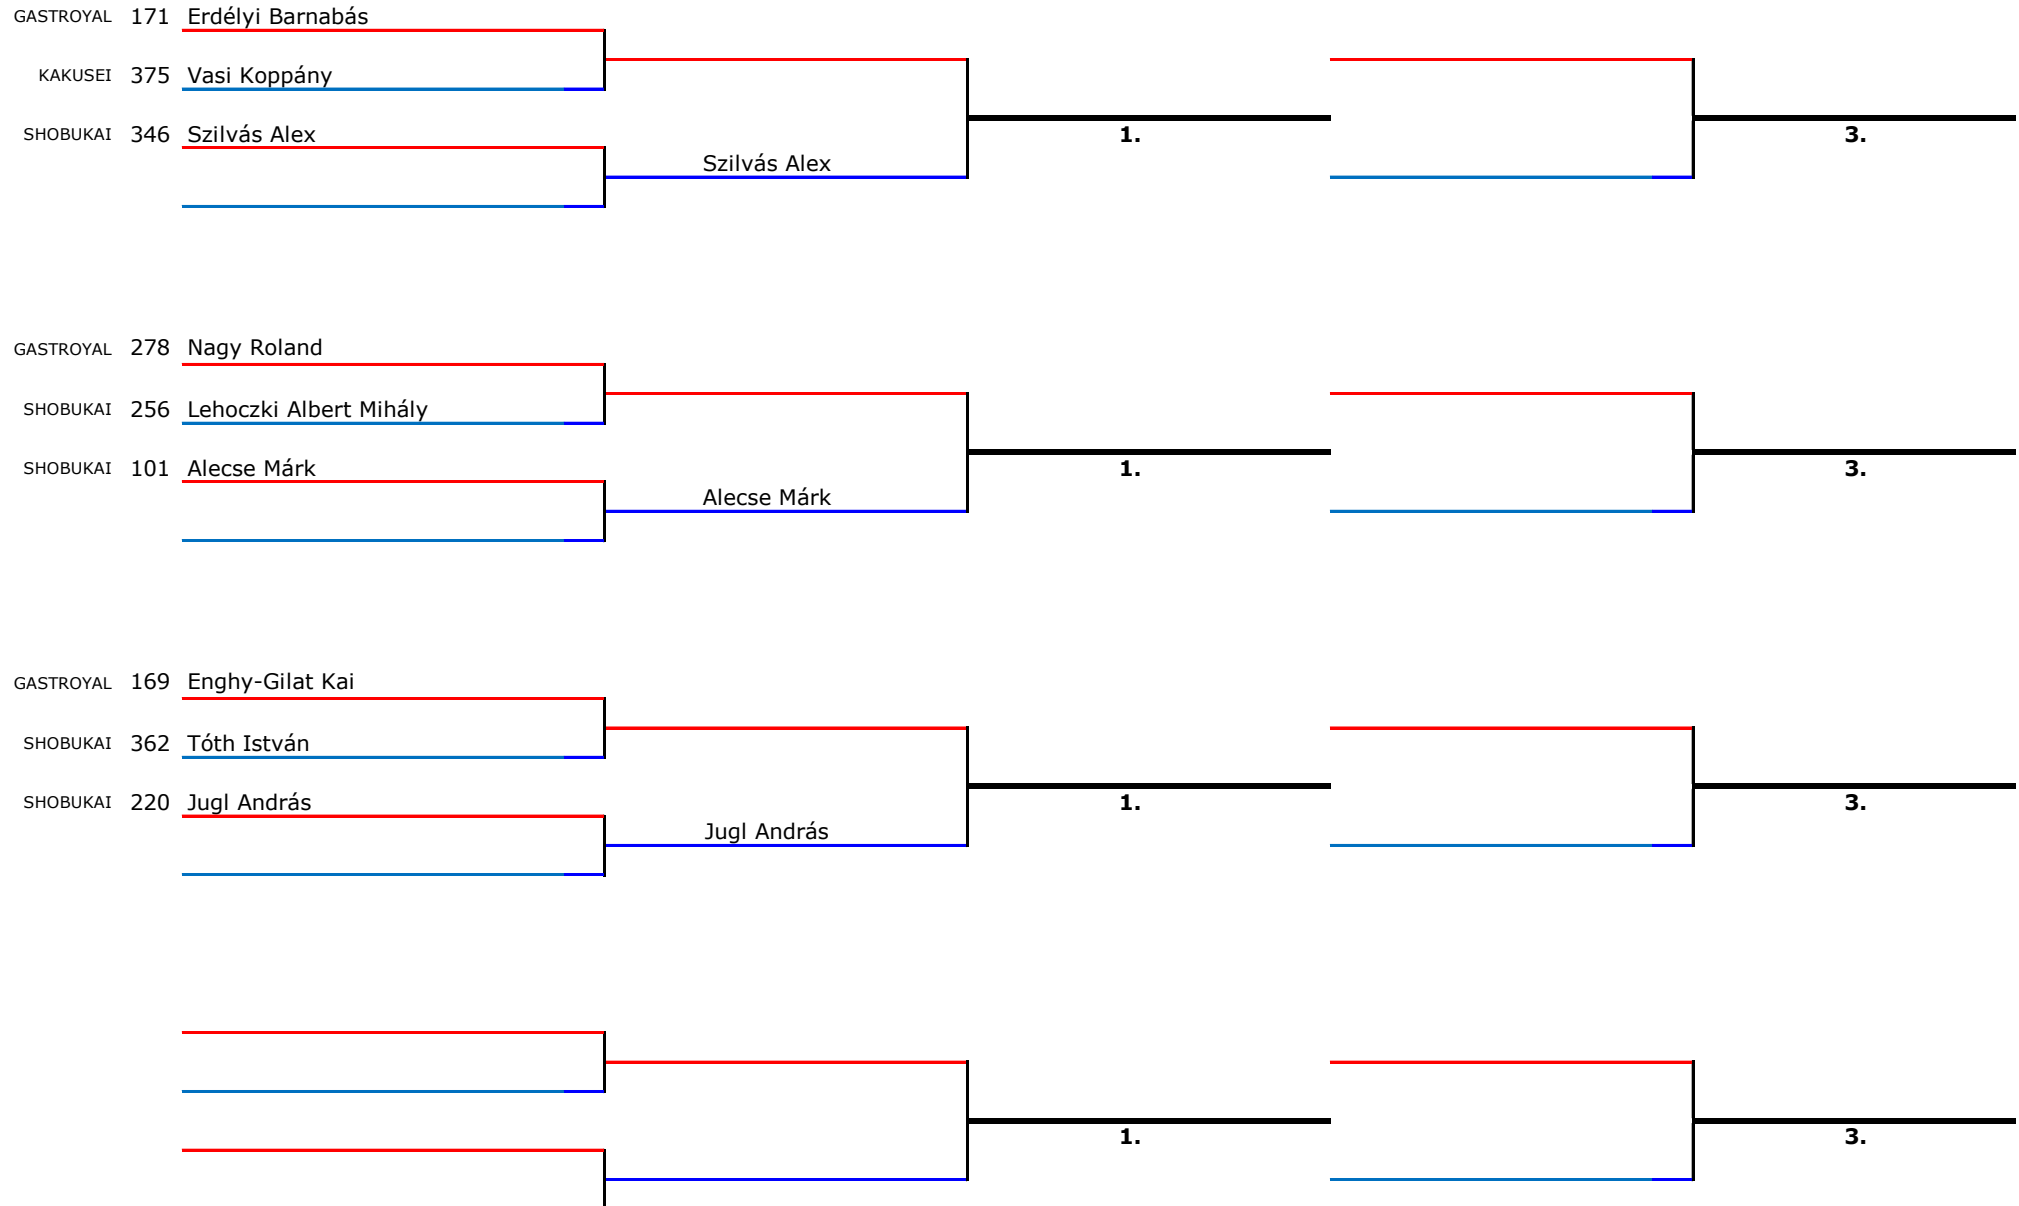 GASTROYAL 171 Erdélyi Barnabás
KAKUSEI 375 Vasi Koppány
SHOBUKAI 346 Szilvás Alex
1.
3.
Szilvás Alex
GASTROYAL 278 Nagy Roland
SHOBUKAI 256 Lehoczki Albert Mihály
SHOBUKAI 101 Alecse Márk
1.
3.
Alecse Márk
GASTROYAL 169 Enghy-Gilat Kai
SHOBUKAI 362 Tóth István
SHOBUKAI 220 Jugl András
1.
3.
Jugl András
1.
3.